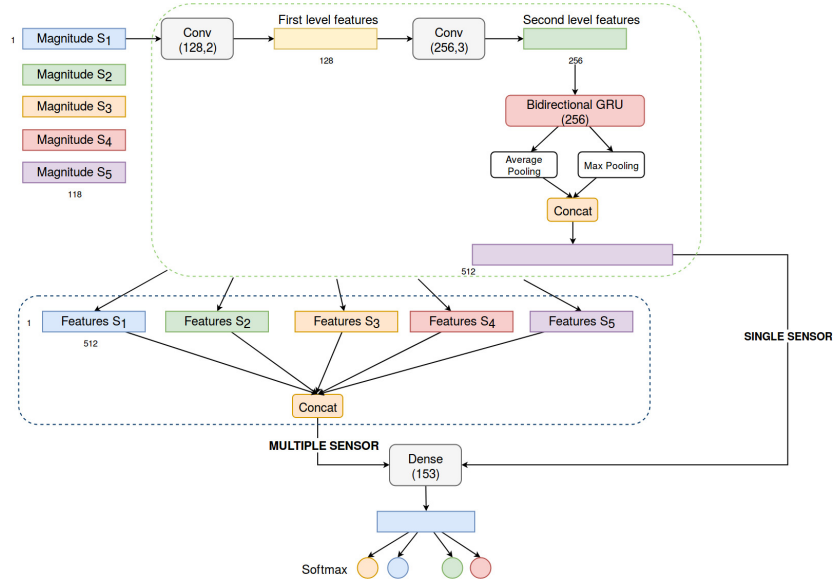 First level features
Second level features
1
Magnitude S1
Conv
(128,2)
Conv
(256,3)
128
256
Magnitude S2
Magnitude S3
Magnitude S4
Magnitude S5
118
Bidirectional GRU
(256)
Average
Pooling
Max Pooling
Concat
512
1
Features S1
Features S2
Features S3
Features S4
Features S5
512
SINGLE SENSOR
Concat
MULTIPLE SENSOR
Dense
(153)
Softmax